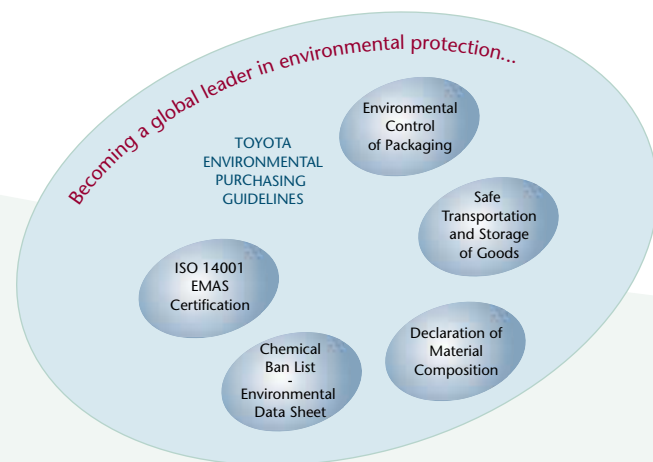 Becoming a global leader in environmental protection...
TOYOTA
ENVIRONMENTAL
PURCHASING
GUIDELINES
Environmental
Control
of Packaging
Safe
Transportation
and Storage
of Goods
ISO 14001
EMAS
Certification
Declaration of
Material
Composition
Chemical
Ban List
-
Environmental
Data Sheet